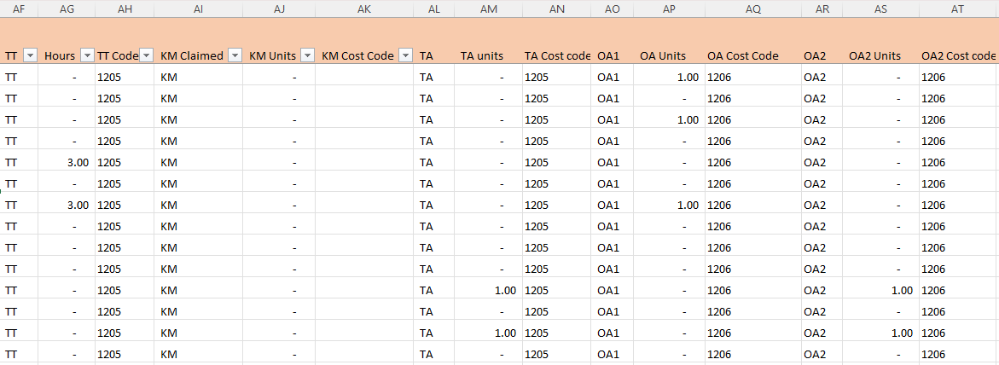 AF AG AH AI AJ AK AL AM AN AO AP AQ AR AS AT
TT Hours TT Code KM Claimed KM Units KM Cost Code TA TA units TA Cost code OA1 OA Units OA Cost Code OA2 OA2 Units OA2 Cost code
TT - 1205 KM - TA - 1205 OA1 1.00 1206 OA2 - 1206
TT - 1205 KM - TA - 1205 OA1 - 1206 OA2 - 1206
TT - 1205 KM - TA - 1205 OA1 1.00 1206 OA2 - 1206
TT - 1205 KM - TA - 1205 OA1 - 1206 OA2 - 1206
TT 3.00 1205 KM - TA - 1205 OA1 - 1206 OA2 - 1206
TT - 1205 KM - TA - 1205 OA1 - 1206 OA2 - 1206
TT 3.00 1205 KM - TA - 1205 OA1 1.00 1206 OA2 - 1206
TT - 1205 KM - TA - 1205 OA1 - 1206 OA2 - 1206
TT - 1205 KM - TA - 1205 OA1 - 1206 OA2 - 1206
TT - 1205 KM - TA - 1205 OA1 - 1206 OA2 - 1206
TT - 1205 KM - TA 1.00 1205 OA1 - 1206 OA2 1.00 1206
TT - 1205 KM - TA - 1205 OA1 - 1206 OA2 - 1206
TT - 1205 KM - TA 1.00 1205 OA1 - 1206 OA2 1.00 1206
TT - 1205 KM - TA - 1205 OA1 - 1206 OA2 - 1206